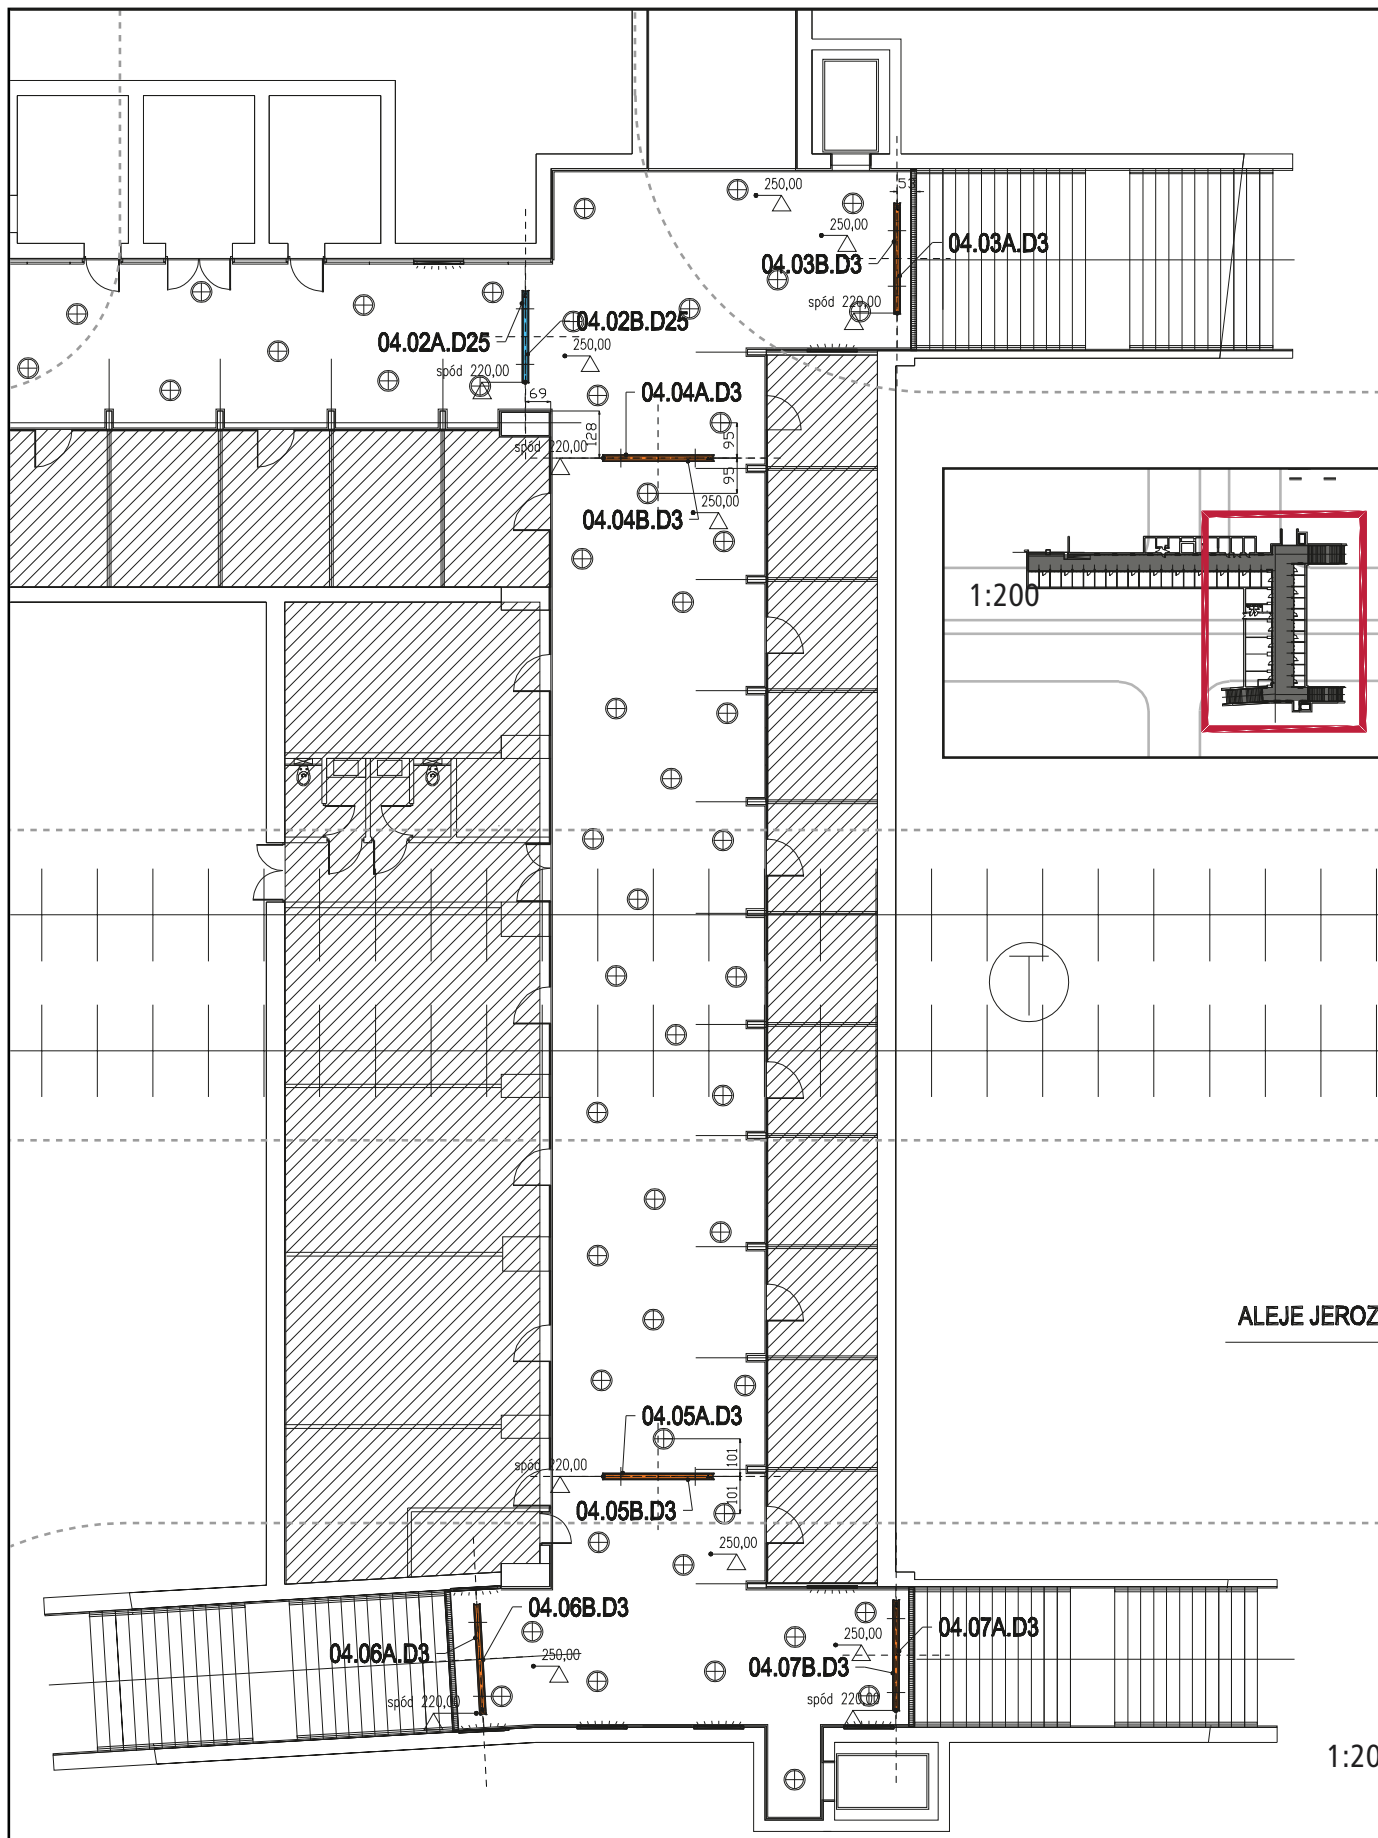 250,00
53
250,00
04.03A.D3
04.03B.D3
spód 220,00
04.02B.D25
04.02A.D25
250,00
spód 220,00
69
04.04A.D3
128
95
spód 220,00
95
250,00
04.04B.D3
1:200
ALEJE JEROZ
04.05A.D3
101
spód 220,00
101
04.05B.D3
250,00
04.06B.D3
04.07A.D3
250,00
04.06A.D3
250,00
04.07B.D3
spód 220,00
spód 220,00
1:20